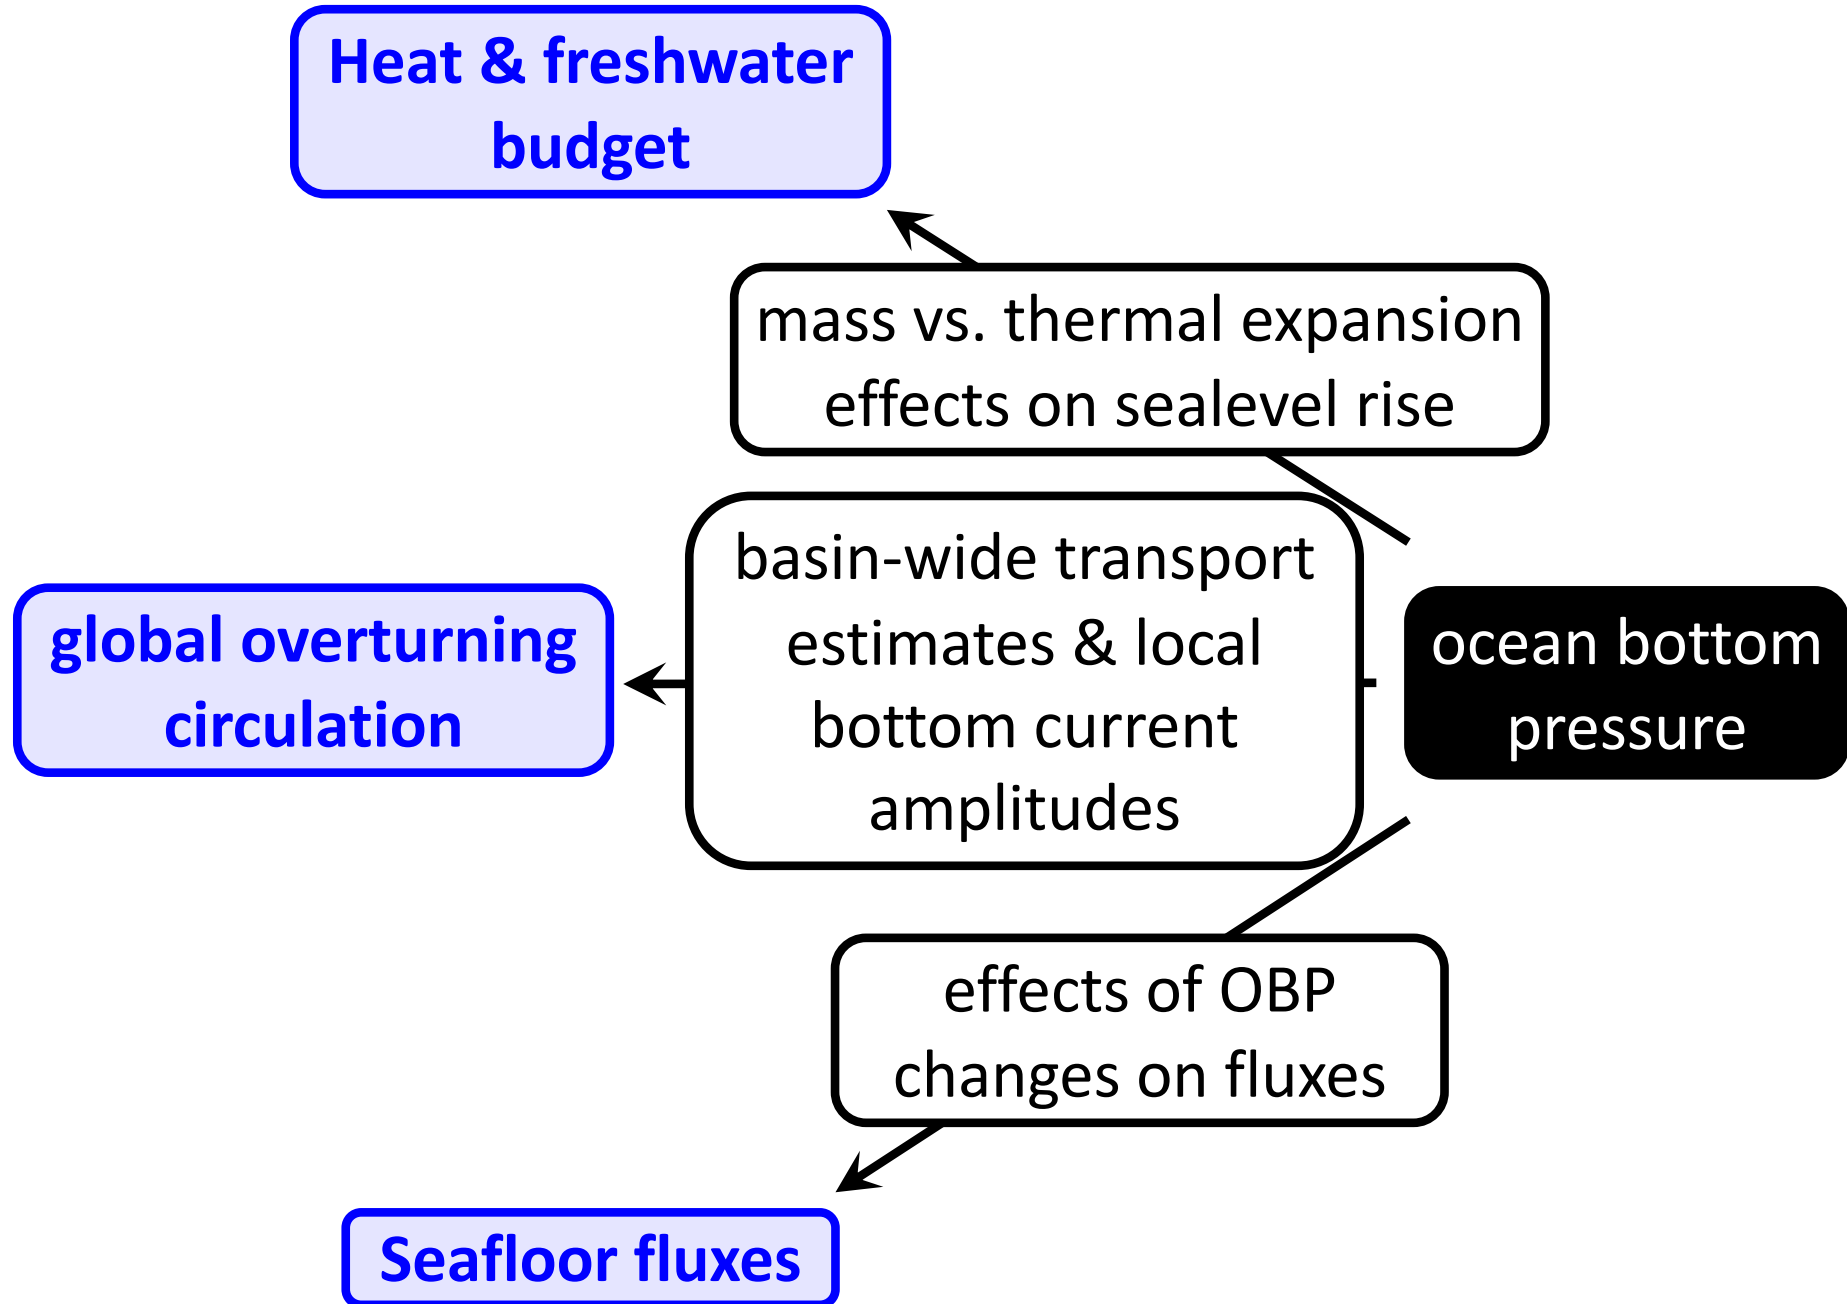 Heat & freshwater
budget
mass vs. thermal expansion
effects on sealevel rise
basin-wide transport
estimates & local
bottom current
amplitudes
global overturning
circulation
ocean bottom
pressure
effects of OBP
changes on fluxes
Seafloor fluxes